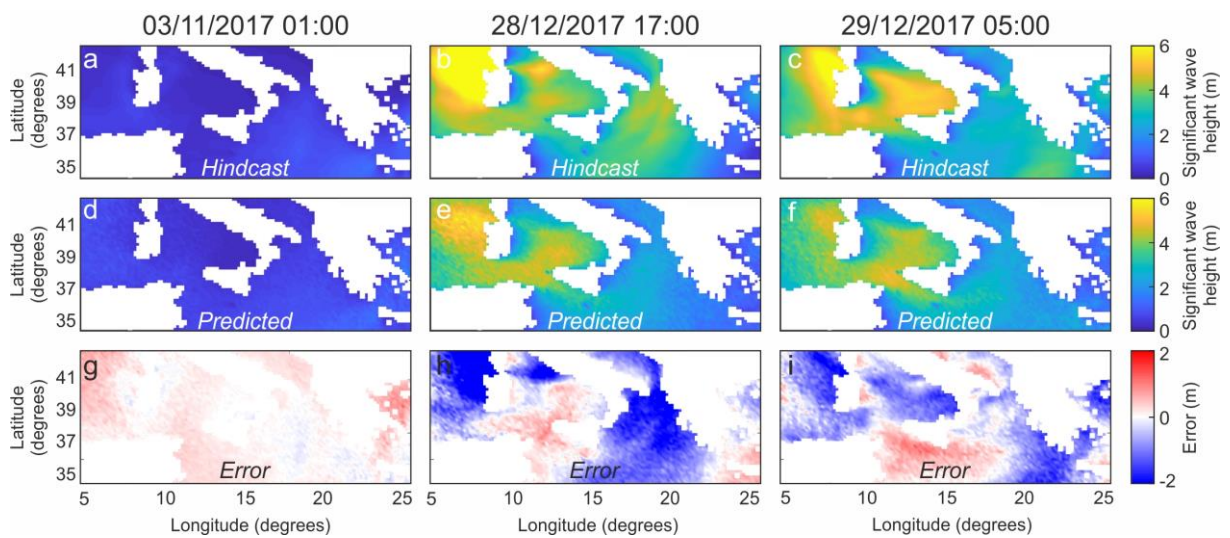 03/11/2017 01:00
28/12/2017 17:00
29/12/2017 05:00
Latitude
(degrees)
41
39
37
35
a
Hindcast
b
Hindcast
c
Hindcast
6
4
2
0
Significant wave
height (m)
Latitude
(degrees)
41
39
37
35
d
Predicted
e
Predicted
f
Predicted
6
4
2
0
Significant wave
height (m)
Latitude
(degrees)
41
39
37
35
g
Error
h
Error
i
Error
2
0
-2
Error (m)
5 10 15 20 25
5 10 15 20 25
5 10 15 20 25
Longitude (degrees)
Longitude (degrees)
Longitude (degrees)